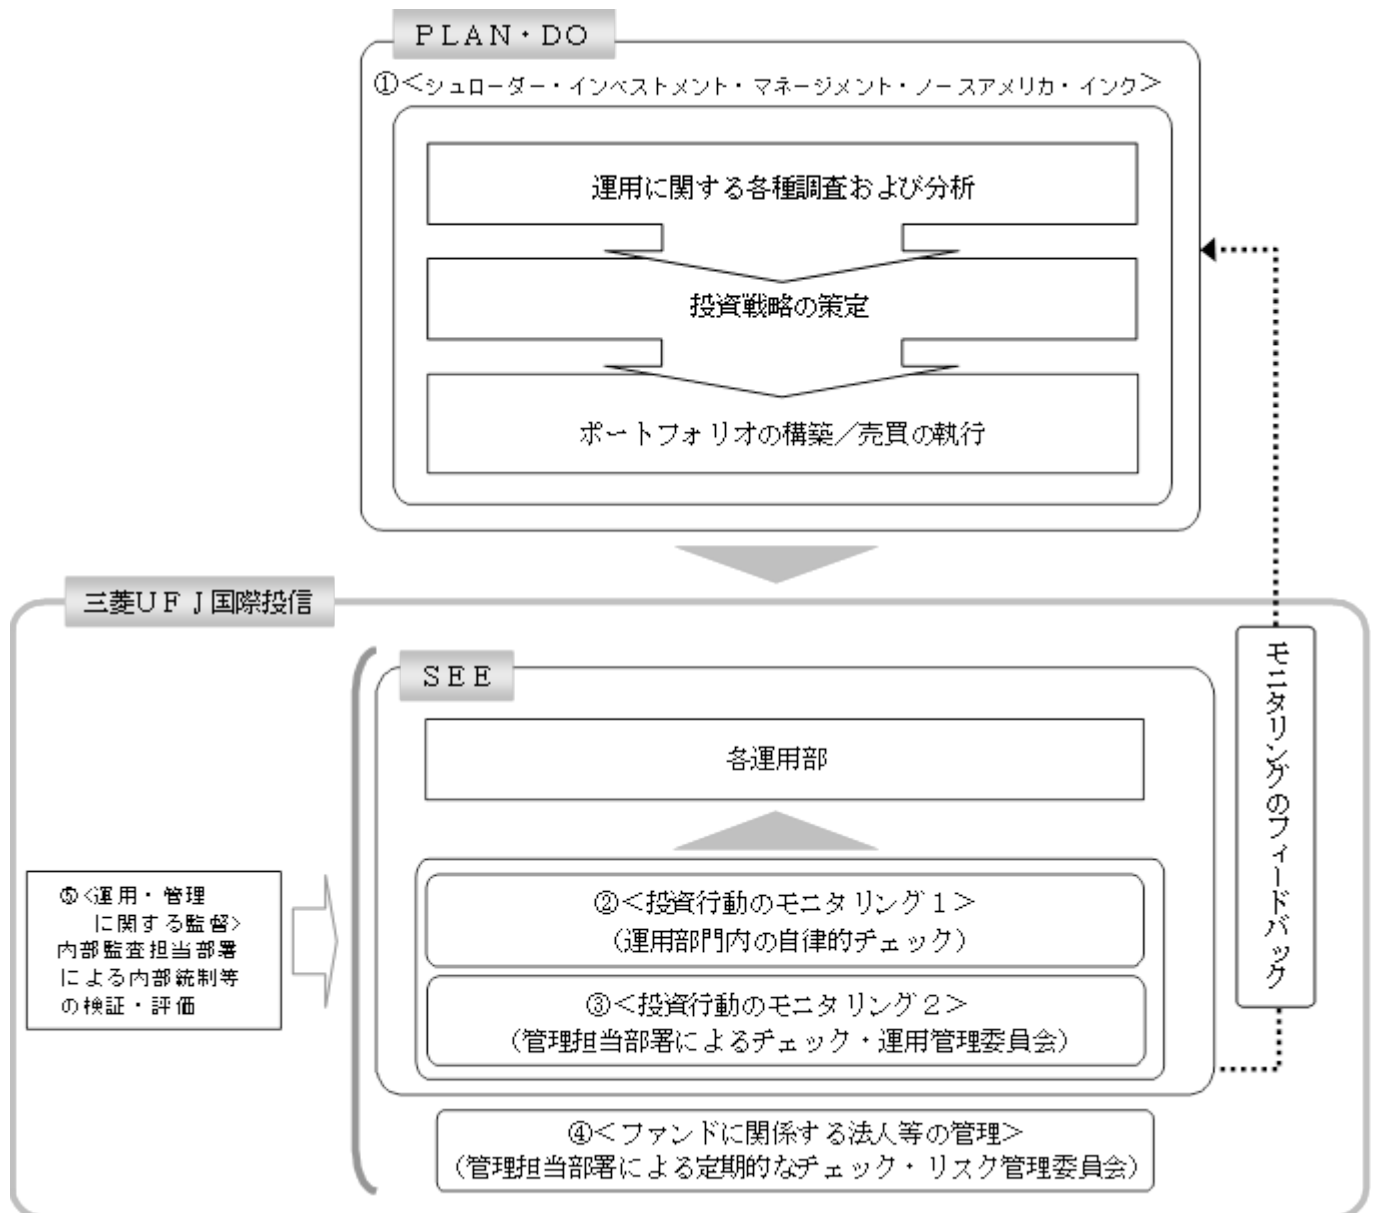 ＰＬＡＮ・ＤＯ
①＜シュローダー・インベストメント・マネージメント・ノースアメリカ・インク＞
運用に関する各種調査および分析
投資戦略の策定
ポートフォリオの構築／売買の執行
三菱ＵＦＪ国際投信
ＳＥＥ
各運用部
②＜投資行動のモニタリング１＞
（運用部門内の自律的チェック）
③＜投資行動のモニタリング２＞
（管理担当部署によるチェック・運用管理委員会）
④＜ファンドに関係する法人等の管理＞
（管理担当部署による定期的なチェック・リスク管理委員会）
⑤＜運用・管理
に関する監督＞
内部監査担当部署
による内部統制等
の検証・評価
モニタリングのフィードバック